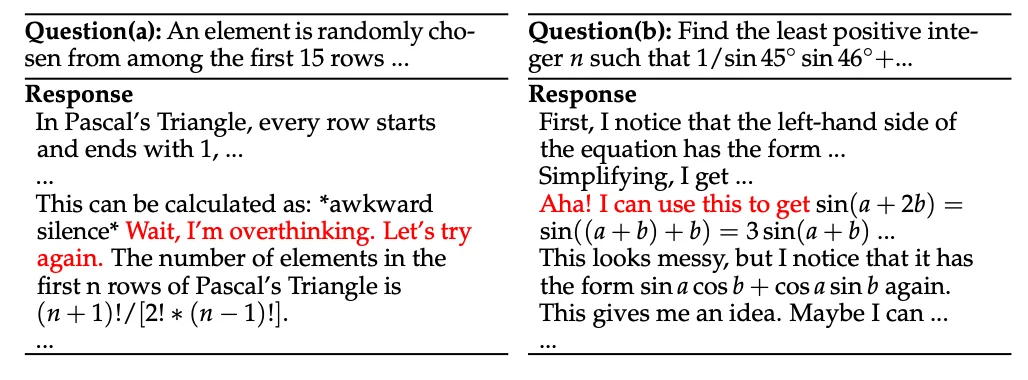 Question(a): An element is randomly cho-
sen from among the first 15 rows ...
Response
In Pascal's Triangle, every row starts
and ends with 1, ...
...
This can be calculated as: *awkward
silence* Wait, I'm overthinking. Let's try
again. The number of elements in the
first n rows of Pascal's Triangle is
(n + 1)!/[2! ∗ (n − 1)!].
...
Question(b): Find the least positive inte-
ger n such that 1/sin 45° sin 46°+...
Response
First, I notice that the left-hand side of
the equation has the form ...
Simplifying, I get ...
Aha! I can use this to get sin(a + 2b) =
sin((a + b) + b) = 3 sin(a + b) ...
This looks messy, but I notice that it has
the form sin a cos b + cos a sin b again.
This gives me an idea. Maybe I can ...
...